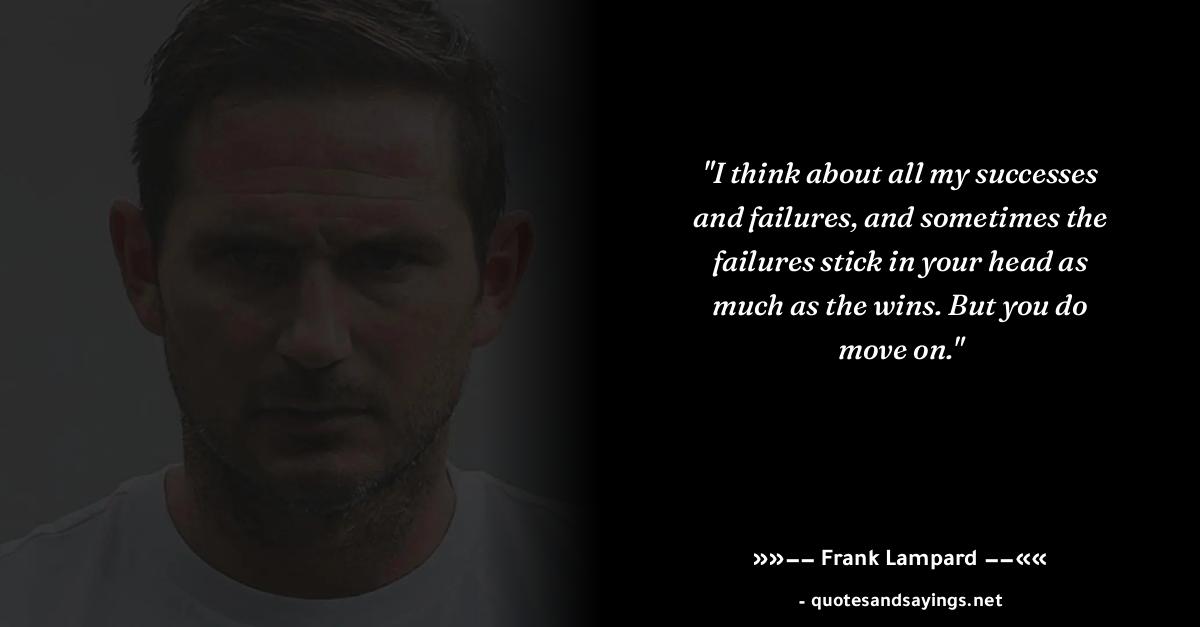 "I think about all my successes
and failures, and sometimes the
failures stick in your head as
much as the wins. But you do
move on."
»»−− Frank Lampard −−««
- quotesandsayings.net